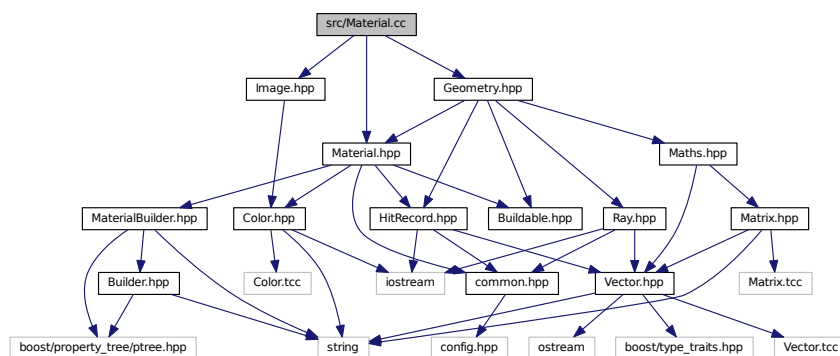 src/Material.cc
Image.hpp
Geometry.hpp
Material.hpp
Maths.hpp
MaterialBuilder.hpp
Color.hpp
HitRecord.hpp
Buildable.hpp
Ray.hpp
Matrix.hpp
Builder.hpp
Color.tcc
iostream
common.hpp
Vector.hpp
Matrix.tcc
boost/property_tree/ptree.hpp
string
config.hpp
ostream
boost/type_traits.hpp
Vector.tcc